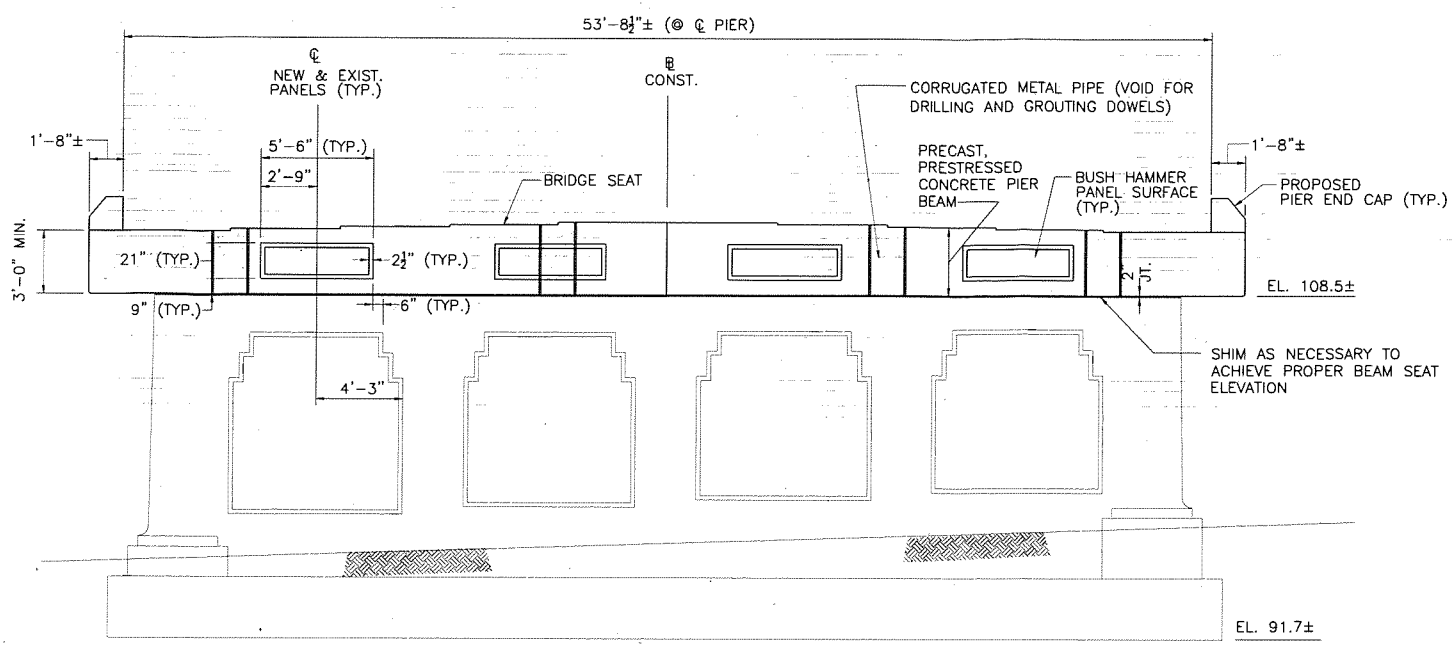 53'-8½"± (@ ℄ PIER)
℄
NEW & EXIST.
PANELS (TYP.)
BL
CONST.
CORRUGATED METAL PIPE (VOID FOR
DRILLING AND GROUTING DOWELS)
1'-8"±
5'-6" (TYP.)
2'-9"
BRIDGE SEAT
PRECAST,
PRESTRESSED
CONCRETE PIER
BEAM
BUSH HAMMER
PANEL SURFACE
(TYP.)
1'-8"±
PROPOSED
PIER END CAP (TYP.)
3'-0" MIN.
21" (TYP.)
2½" (TYP.)
2"
JT.
EL. 108.5±
9" (TYP.)
6" (TYP.)
SHIM AS NECESSARY TO
ACHIEVE PROPER BEAM SEAT
ELEVATION
4'-3"
EL. 91.7±